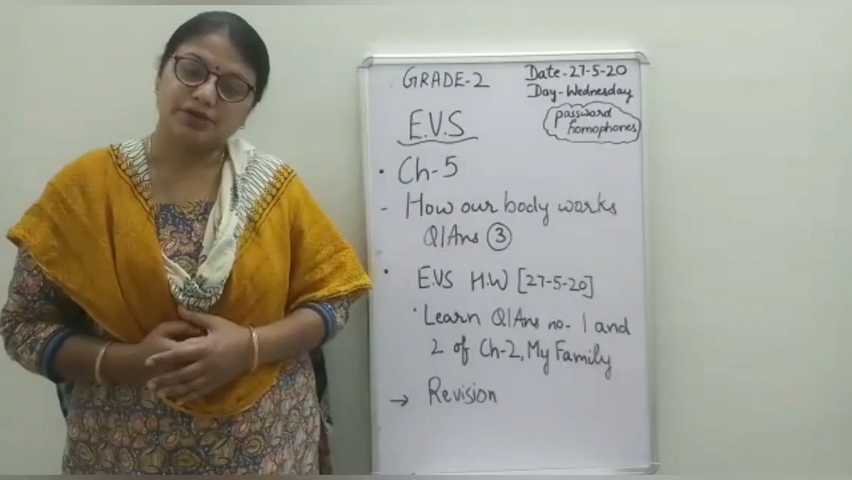 GRADE-2
Date-27-5-20
Day-Wednesday
password
homophones
E.V.S
• Ch-5
- How our body works
Q/Ans 3
• EVS H.W [27-5-20]
• Learn Q/Ans no- 1 and
2 of Ch-2, My Family
→ Revision